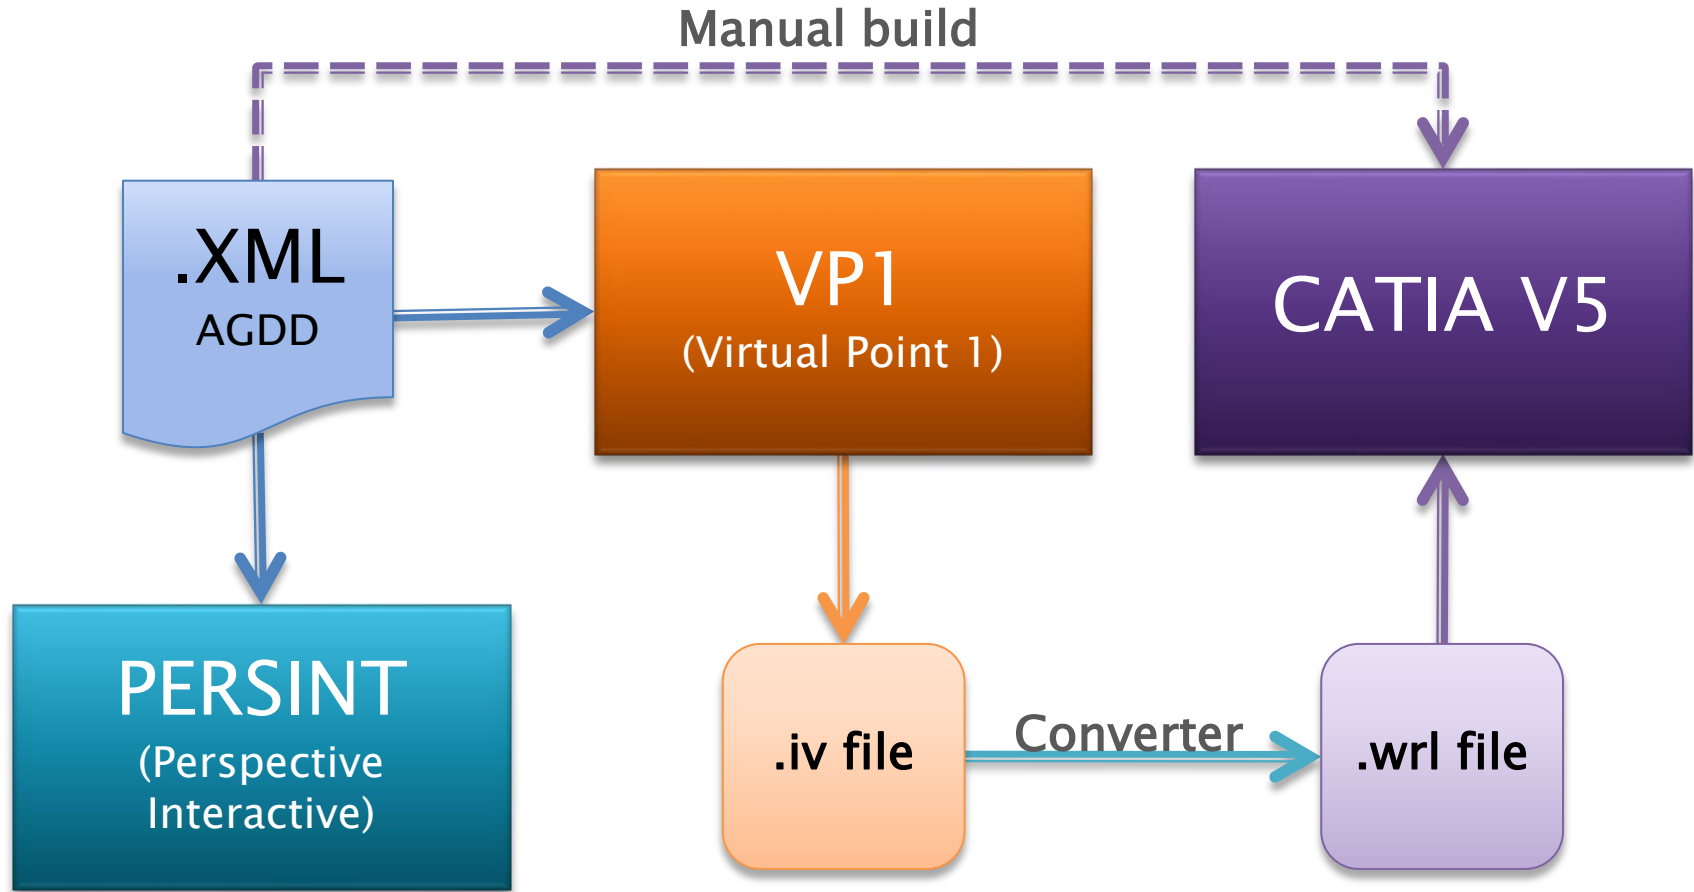 Manual build
.XML
AGDD
VP1
(Virtual Point 1)
CATIA V5
PERSINT
(Perspective
Interactive)
.iv file
Converter
.wrl file